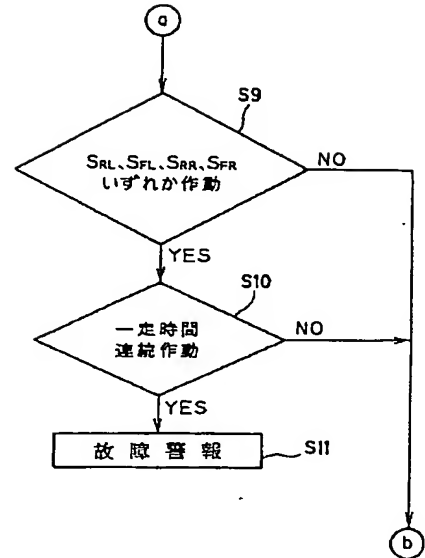 a
S9
SRL、SFL、SRR、SFR
いずれか作動
NO
YES
S10
一定時間
連続作動
NO
YES
故障警報
S11
b